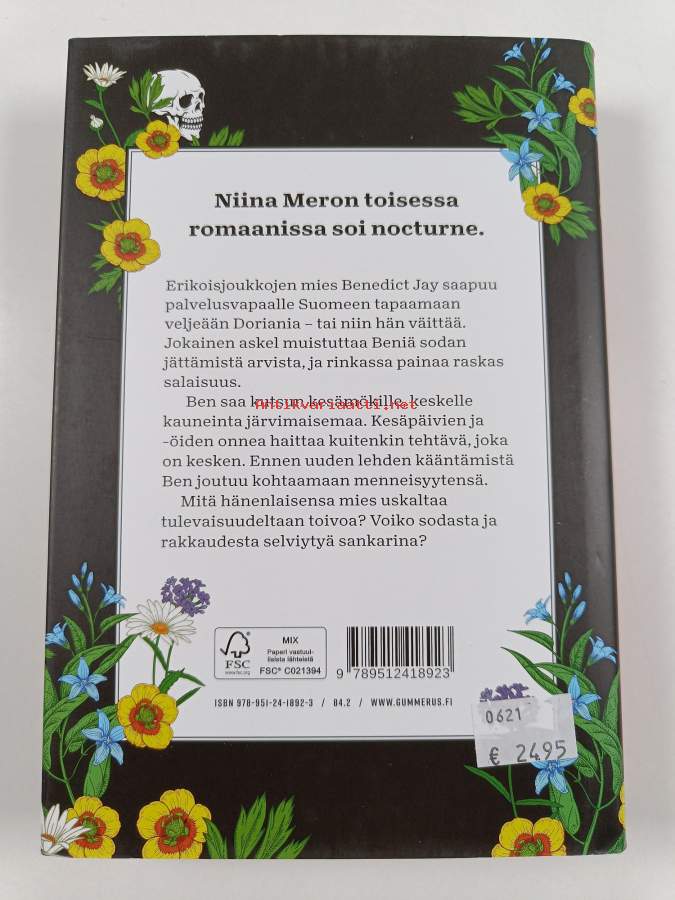 Niina Meron toisessa
romaanissa soi nocturne.
Erikoisjoukkojen mies Benedict Jay saapuu
palvelusvapaalle Suomeen tapaamaan
veljeään Doriania – tai niin hän väittää.
Jokainen askel muistuttaa Beniä sodan
jättämistä arvista, ja rinkassa painaa raskas
salaisuus.
Ben saa kutsun kesämökille, keskelle
Antikvariaatti.net
kauneinta järvimaisemaa. Kesäpäivien ja
-öiden onnea haittaa kuitenkin tehtävä, joka
on kesken. Ennen uuden lehden kääntämistä
Ben joutuu kohtaamaan menneisyytensä.
Mitä hänenlaisensa mies uskaltaa
tulevaisuudeltaan toivoa? Voiko sodasta ja
rakkaudesta selviytyä sankarina?
FSC
www.fsc.org
MIX
Paperi vastuul-
lisista lähteistä
FSC® C021394
9 789512 418923
ISBN 978-951-24-1892-3 / 84.2 / WWW.GUMMERUS.FI
0621
€ 24.95